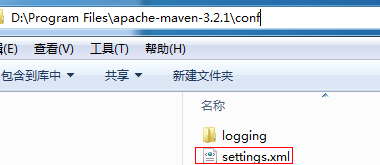 D:\Program Files\apache-maven-3.2.1\conf
(E) 查看(V) 工具(T) 帮助(H)
包含到库中 共享 新建文件夹
名称
logging
settings.xml